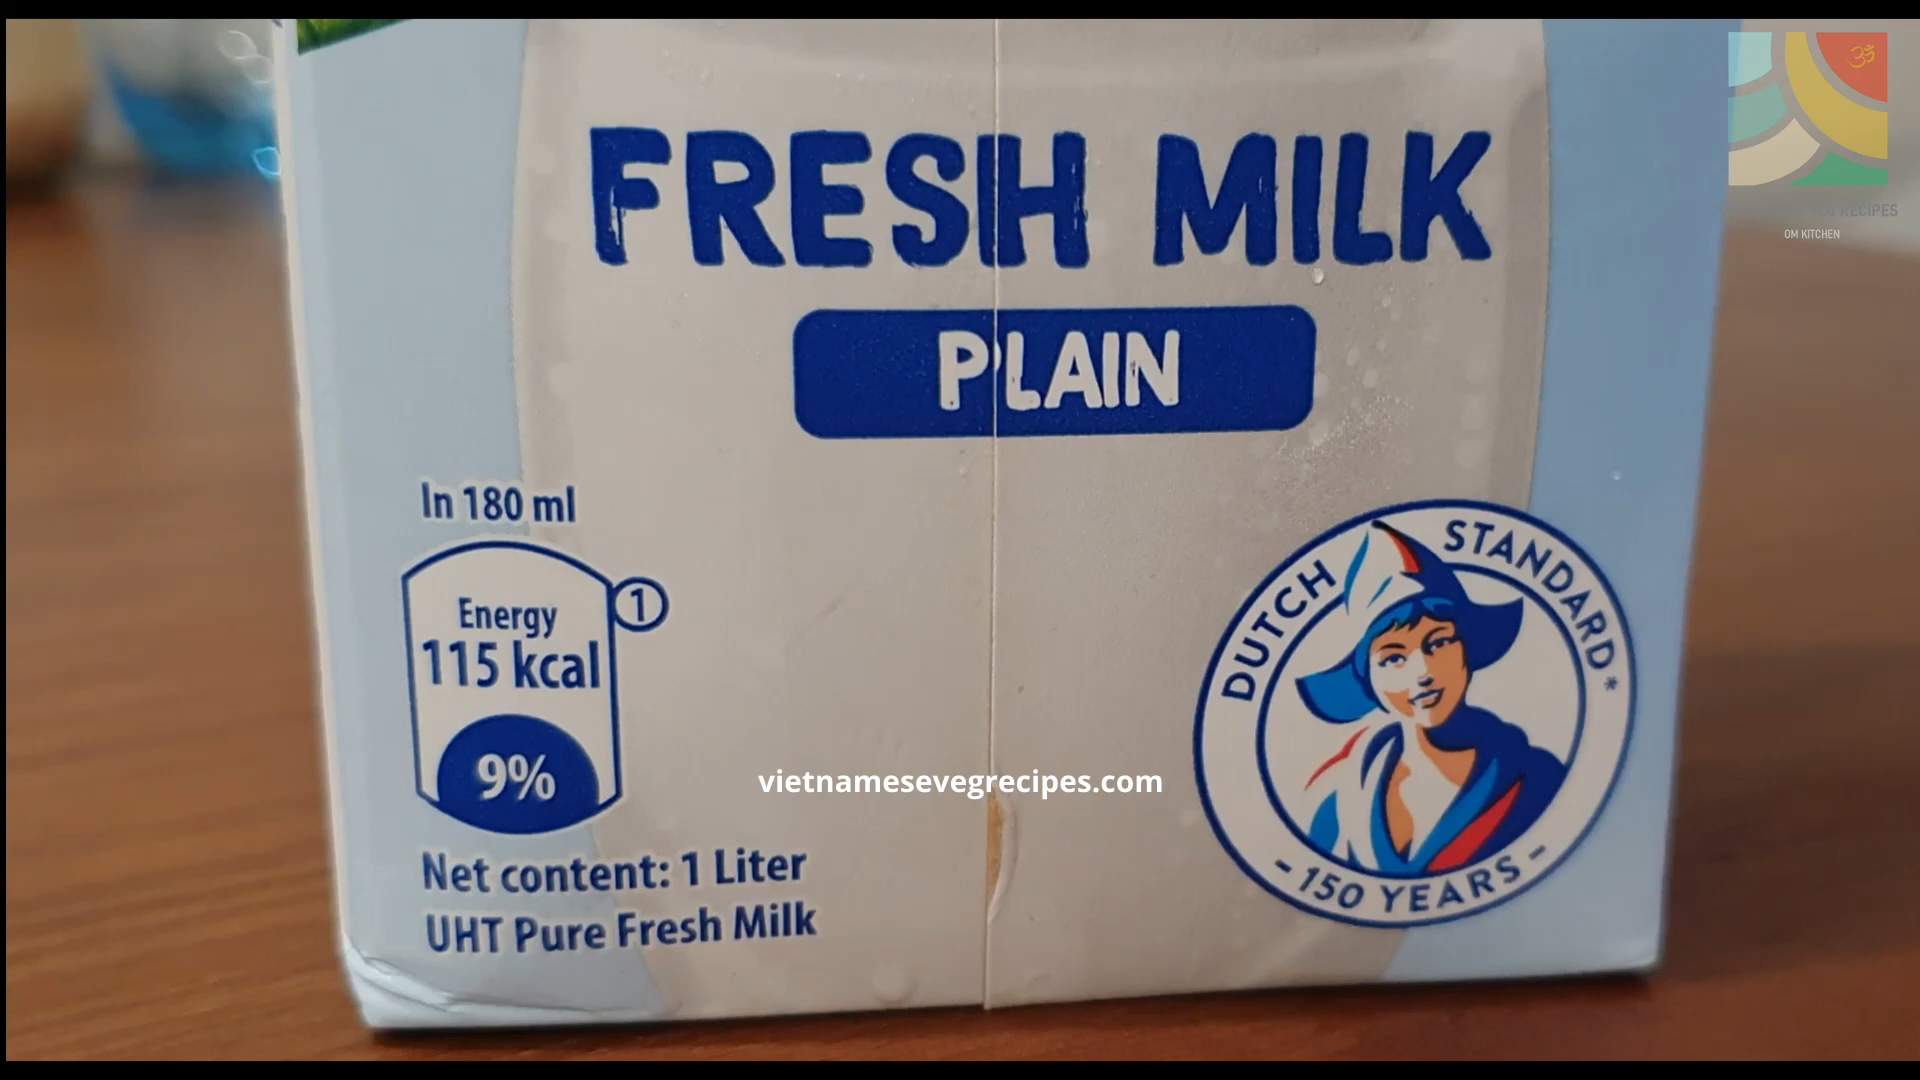 FRESH MILK
PLAIN
In 180 ml
Energy
115 kcal
1
9%
Net content: 1 Liter
UHT Pure Fresh Milk
DUTCH STANDARD*
- 150 YEARS -
vietnamesevegrecipes.com
ॐ
RECIPES
OM KITCHEN